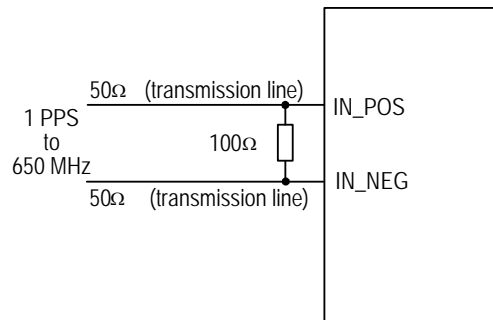 50Ω (transmission line)
IN_POS
1 PPS
to
650 MHz
100Ω
IN_NEG
50Ω (transmission line)